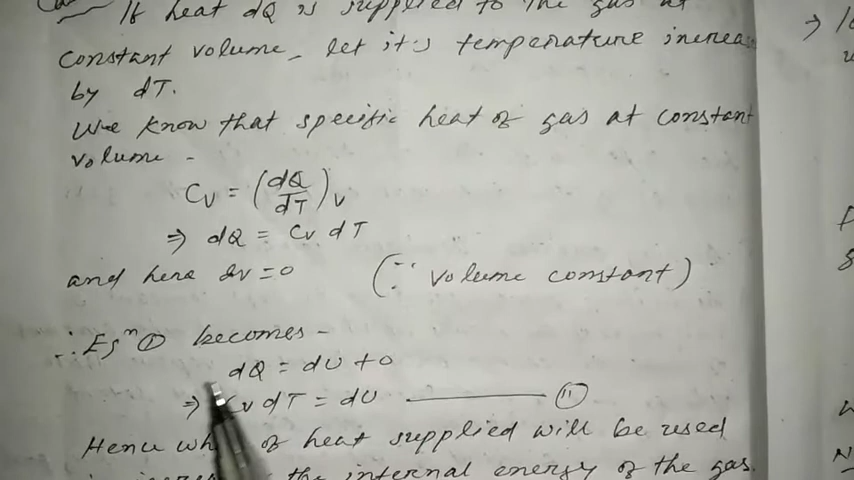 If heat dQ is supplied to the gas at
constant volume, let it's temperature increas
by dT.
We know that specific heat of gas at constant
volume -
Cv = (dQ/dT)v
⇒ dQ = Cv dT
and here dv = 0 (∵ volume constant)
∴ Eqn ① becomes -
dQ = dU + 0
⇒ Cv dT = dU ——— (ii)
Hence of heat supplied will be used
the internal energy of the gas.